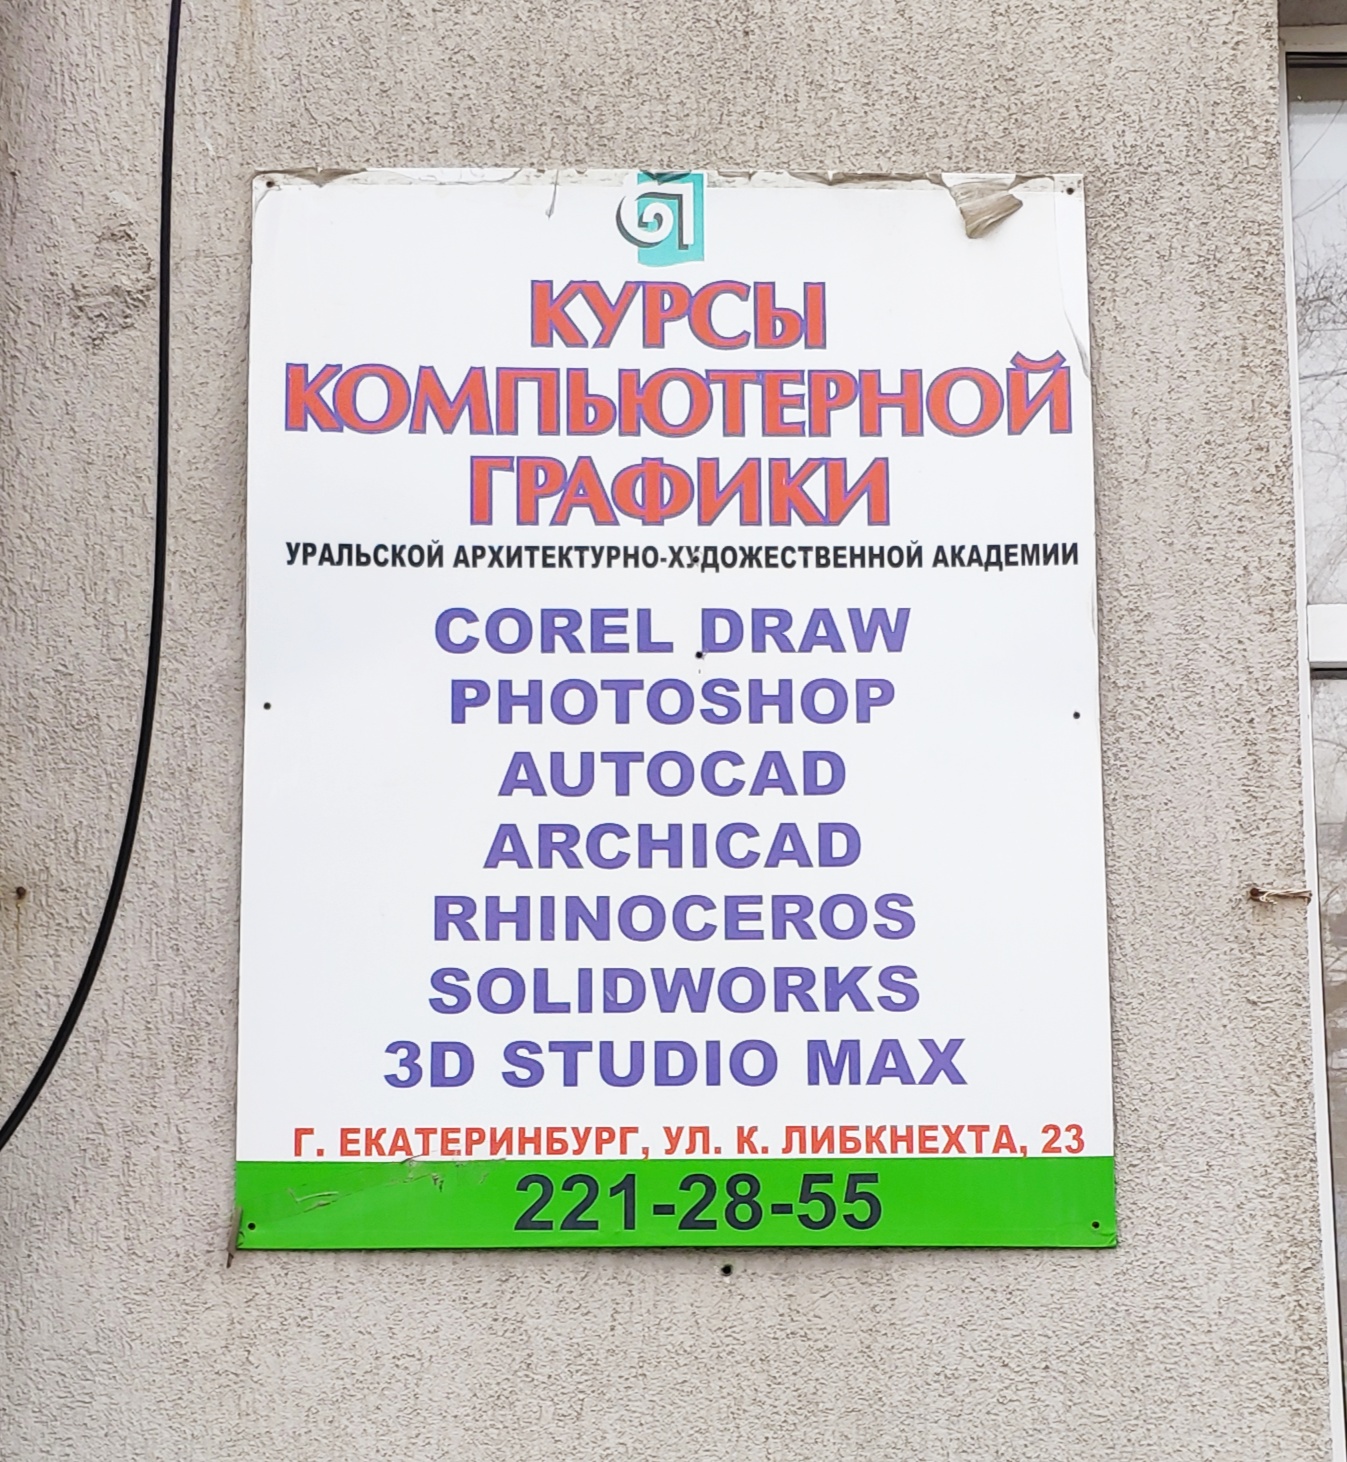 КУРСЫ
КОМПЬЮТЕРНОЙ
ГРАФИКИ
УРАЛЬСКОЙ АРХИТЕКТУРНО-ХУДОЖЕСТВЕННОЙ АКАДЕМИИ
COREL DRAW
PHOTOSHOP
AUTOCAD
ARCHICAD
RHINOCEROS
SOLIDWORKS
3D STUDIO MAX
Г. ЕКАТЕРИНБУРГ, УЛ. К. ЛИБКНЕХТА, 23
221-28-55